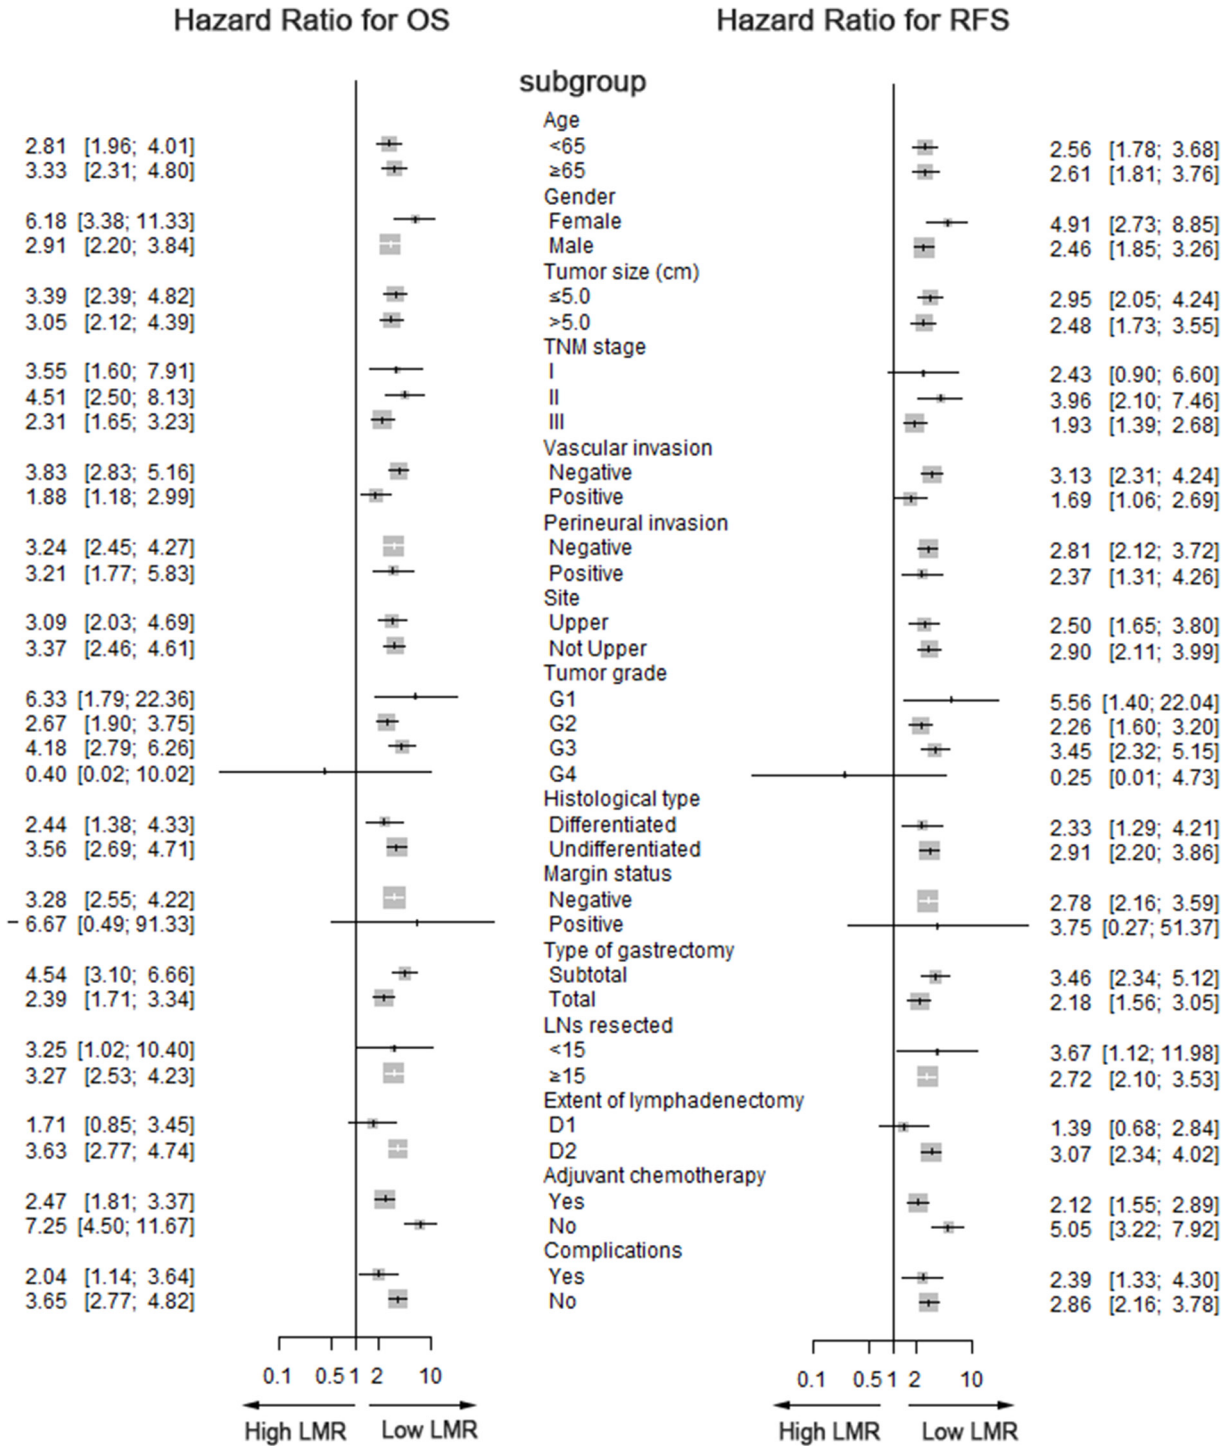 Hazard Ratio for OS Hazard Ratio for RFS
subgroup
Age
2.81 [1.96; 4.01] <65 2.56 [1.78; 3.68]
3.33 [2.31; 4.80] ≥65 2.61 [1.81; 3.76]
Gender
6.18 [3.38; 11.33] Female 4.91 [2.73; 8.85]
2.91 [2.20; 3.84] Male 2.46 [1.85; 3.26]
Tumor size (cm)
3.39 [2.39; 4.82] ≤5.0 2.95 [2.05; 4.24]
3.05 [2.12; 4.39] >5.0 2.48 [1.73; 3.55]
TNM stage
3.55 [1.60; 7.91] I 2.43 [0.90; 6.60]
4.51 [2.50; 8.13] II 3.96 [2.10; 7.46]
2.31 [1.65; 3.23] III 1.93 [1.39; 2.68]
Vascular invasion
3.83 [2.83; 5.16] Negative 3.13 [2.31; 4.24]
1.88 [1.18; 2.99] Positive 1.69 [1.06; 2.69]
Perineural invasion
3.24 [2.45; 4.27] Negative 2.81 [2.12; 3.72]
3.21 [1.77; 5.83] Positive 2.37 [1.31; 4.26]
Site
3.09 [2.03; 4.69] Upper 2.50 [1.65; 3.80]
3.37 [2.46; 4.61] Not Upper 2.90 [2.11; 3.99]
Tumor grade
6.33 [1.79; 22.36] G1 5.56 [1.40; 22.04]
2.67 [1.90; 3.75] G2 2.26 [1.60; 3.20]
4.18 [2.79; 6.26] G3 3.45 [2.32; 5.15]
0.40 [0.02; 10.02] G4 0.25 [0.01; 4.73]
Histological type
2.44 [1.38; 4.33] Differentiated 2.33 [1.29; 4.21]
3.56 [2.69; 4.71] Undifferentiated 2.91 [2.20; 3.86]
Margin status
3.28 [2.55; 4.22] Negative 2.78 [2.16; 3.59]
6.67 [0.49; 91.33] Positive 3.75 [0.27; 51.37]
Type of gastrectomy
4.54 [3.10; 6.66] Subtotal 3.46 [2.34; 5.12]
2.39 [1.71; 3.34] Total 2.18 [1.56; 3.05]
LNs resected
3.25 [1.02; 10.40] <15 3.67 [1.12; 11.98]
3.27 [2.53; 4.23] ≥15 2.72 [2.10; 3.53]
Extent of lymphadenectomy
1.71 [0.85; 3.45] D1 1.39 [0.68; 2.84]
3.63 [2.77; 4.74] D2 3.07 [2.34; 4.02]
Adjuvant chemotherapy
2.47 [1.81; 3.37] Yes 2.12 [1.55; 2.89]
7.25 [4.50; 11.67] No 5.05 [3.22; 7.92]
Complications
2.04 [1.14; 3.64] Yes 2.39 [1.33; 4.30]
3.65 [2.77; 4.82] No 2.86 [2.16; 3.78]
0.1 0.5 1 2 10 0.1 0.5 1 2 10
High LMR Low LMR High LMR Low LMR